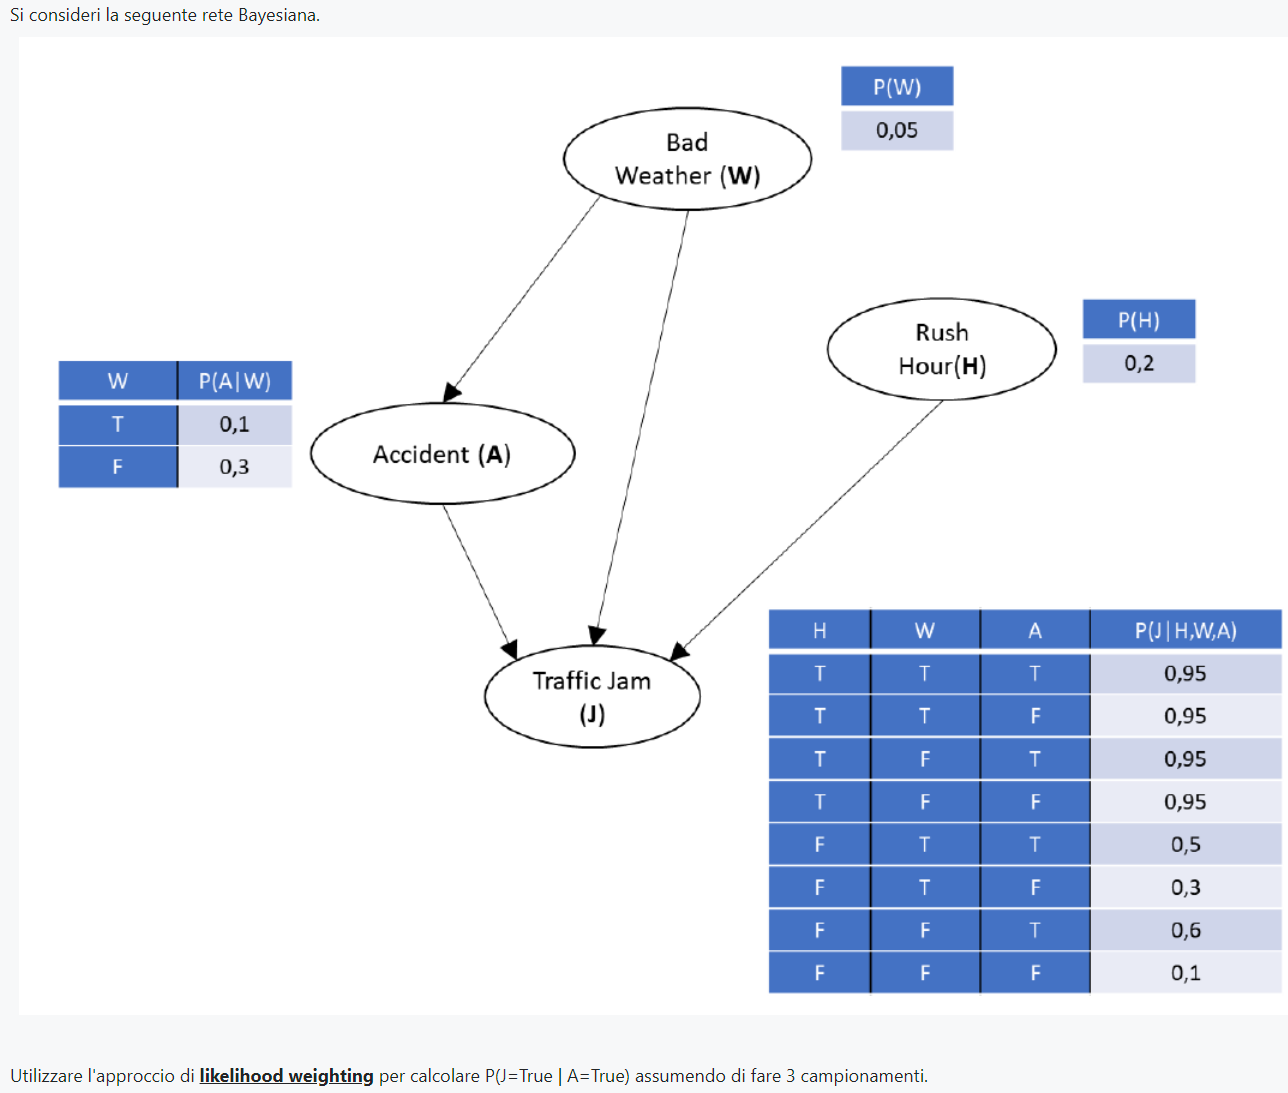 Si consideri la seguente rete Bayesiana.
P(W)
0,05
Bad
Weather (W)
P(H)
0,2
Rush
Hour(H)
W P(A|W)
T 0,1
F 0,3
Accident (A)
Traffic Jam
(J)
H W A P(J|H,W,A)
T T T 0,95
T T F 0,95
T F T 0,95
T F F 0,95
F T T 0,5
F T F 0,3
F F T 0,6
F F F 0,1
Utilizzare l'approccio di likelihood weighting per calcolare P(J=True | A=True) assumendo di fare 3 campionamenti.